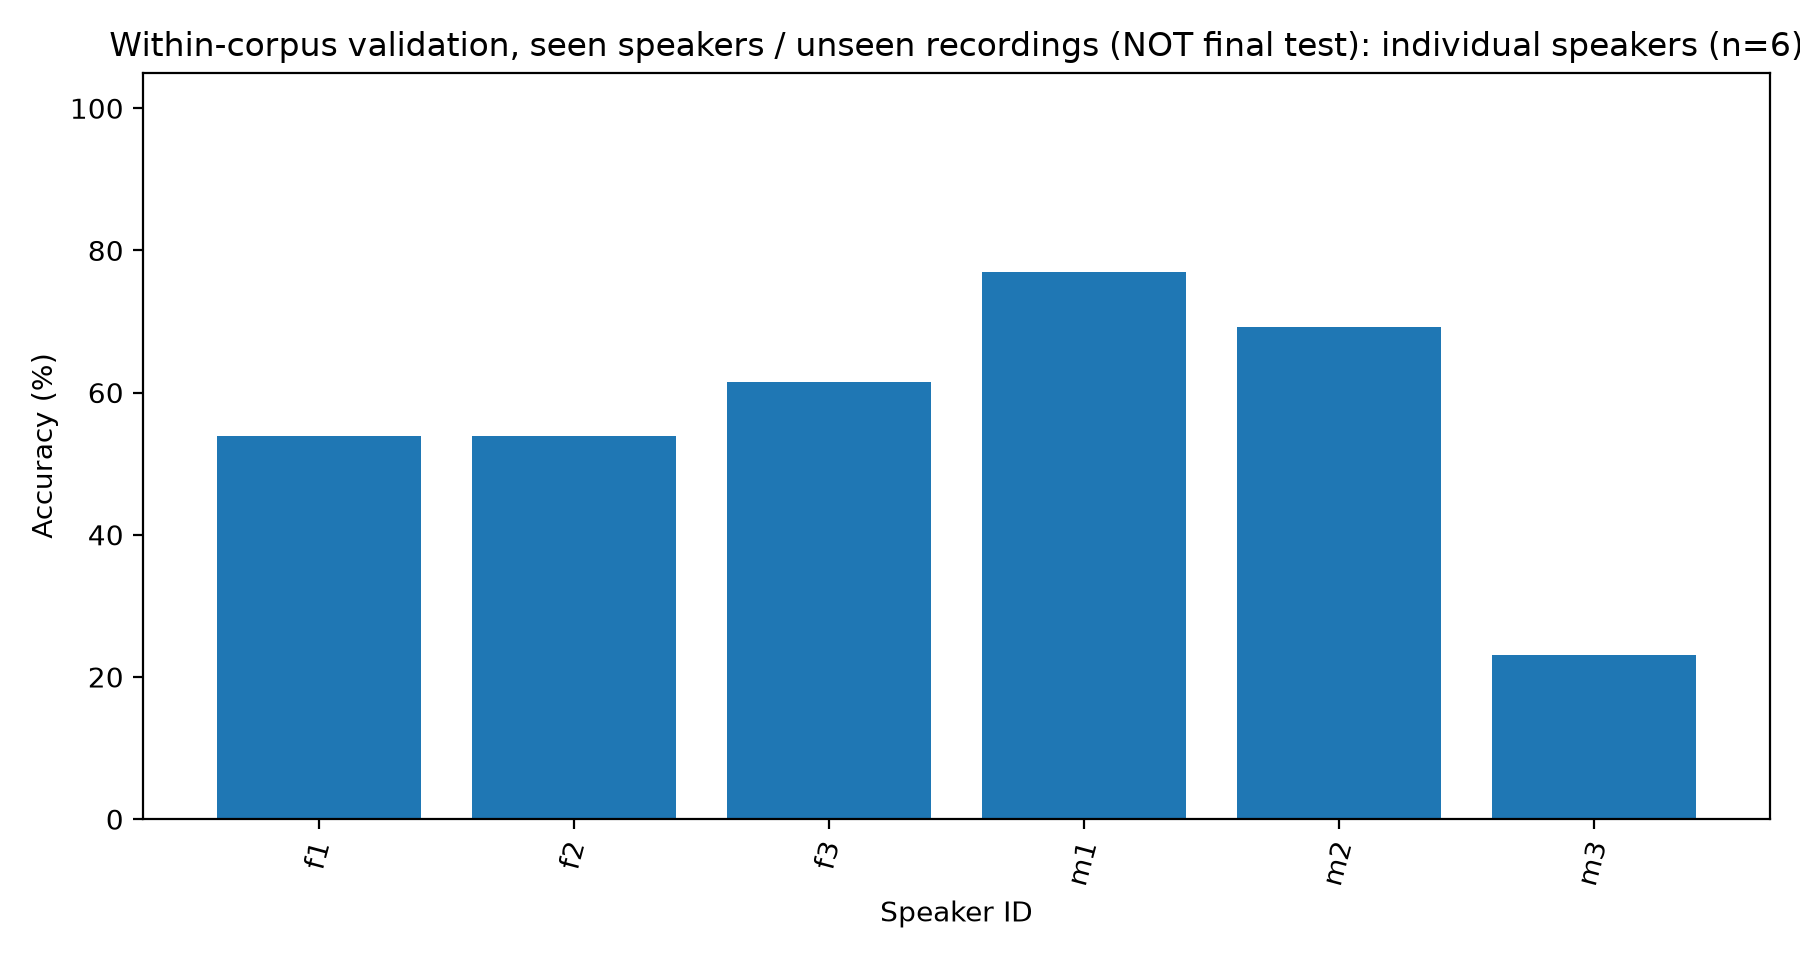 Within-corpus validation, seen speakers / unseen recordings (NOT final test): individual speakers (n=6)
100
80
60
40
20
0
Accuracy (%)
f1
f2
f3
m1
m2
m3
Speaker ID